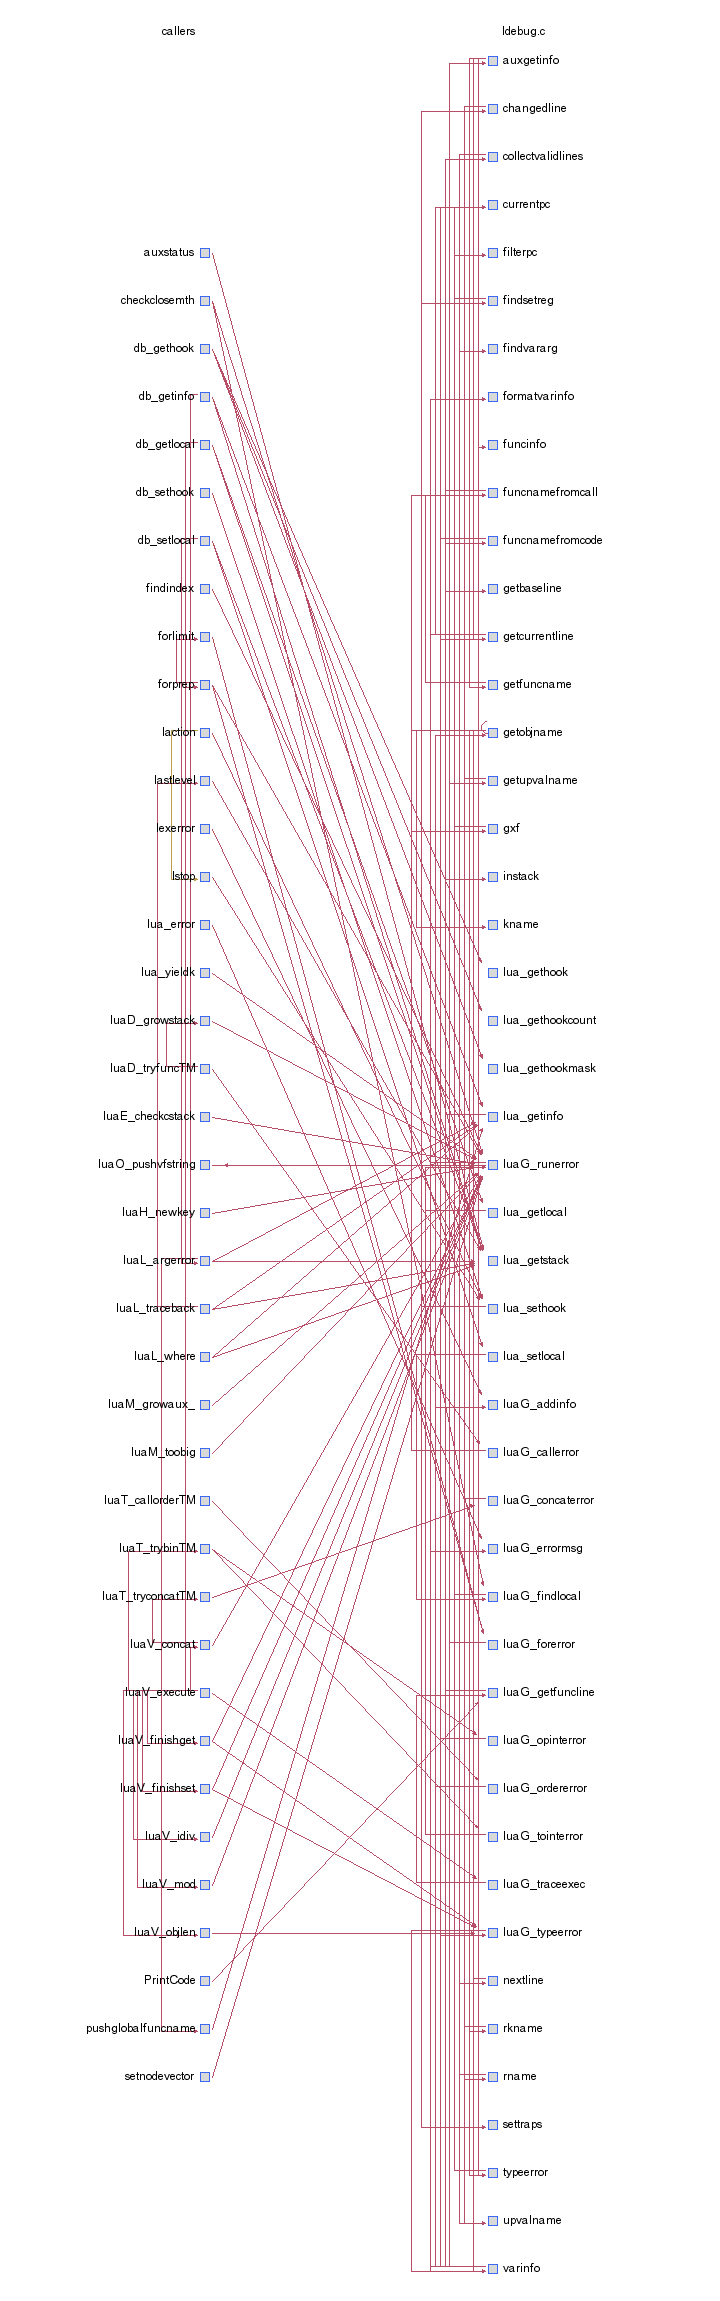 callers
ldebug.c
auxgetinfo
changedline
collectvalidlines
currentpc
auxstatus
filterpc
checkclosemth
findsetreg
db_gethook
findvararg
db_getinfo
formatvarinfo
db_getlocal
funcinfo
db_sethook
funcnamefromcall
db_setlocal
funcnamefromcode
findindex
getbaseline
forlimit
getcurrentline
forprep
getfuncname
laction
getobjname
lastlevel
getupvalname
lexerror
gxf
lstop
instack
lua_error
kname
lua_yieldk
lua_gethook
luaD_growstack
lua_gethookcount
luaD_tryfuncTM
lua_gethookmask
luaE_checkcstack
lua_getinfo
luaO_pushvfstring
luaG_runerror
luaH_newkey
lua_getlocal
luaL_argerror
lua_getstack
luaL_traceback
lua_sethook
luaL_where
lua_setlocal
luaM_growaux_
luaG_addinfo
luaM_toobig
luaG_callerror
luaT_callorderTM
luaG_concaterror
luaT_trybinTM
luaG_errormsg
luaT_tryconcatTM
luaG_findlocal
luaV_concat
luaG_forerror
luaV_execute
luaG_getfuncline
luaV_finishget
luaG_opinterror
luaV_finishset
luaG_ordererror
luaV_idiv
luaG_tointerror
luaV_mod
luaG_traceexec
luaV_objlen
luaG_typeerror
PrintCode
nextline
pushglobalfuncname
rkname
setnodevector
rname
settraps
typeerror
upvalname
varinfo